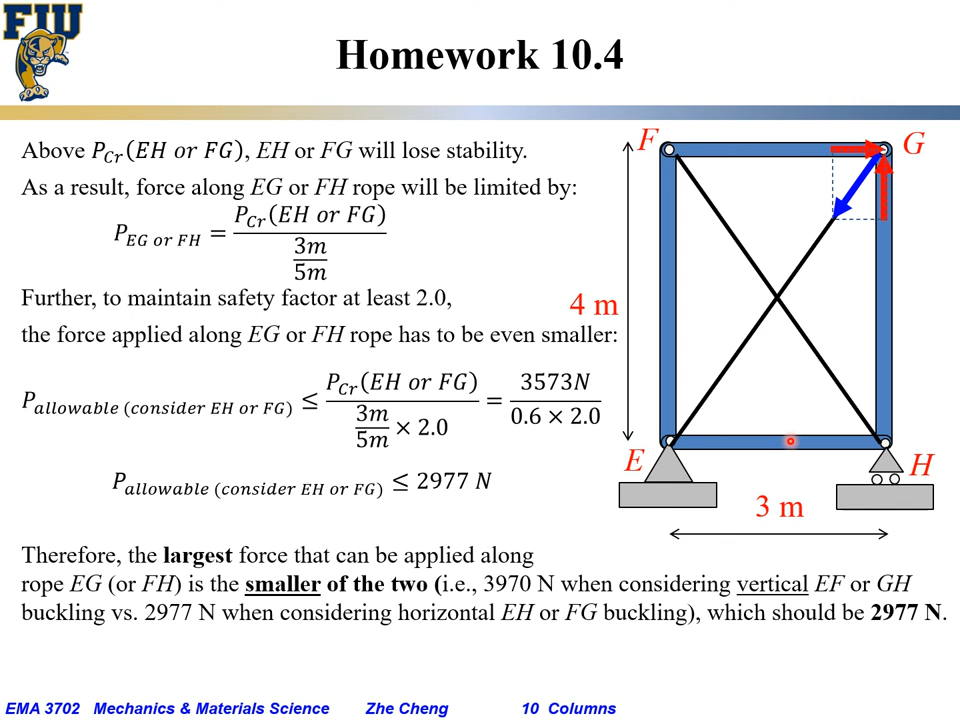 FIU
Homework 10.4
Above P_Cr(EH or FG), EH or FG will lose stability.
As a result, force along EG or FH rope will be limited by:
P_{EG or FH} = P_Cr(EH or FG) / (3m / 5m)
Further, to maintain safety factor at least 2.0,
the force applied along EG or FH rope has to be even smaller:
P_{allowable (consider EH or FG)} ≤ P_Cr(EH or FG) / (3m / 5m × 2.0) = 3573N / (0.6 × 2.0)
P_{allowable (consider EH or FG)} ≤ 2977 N
Therefore, the largest force that can be applied along
rope EG (or FH) is the smaller of the two (i.e., 3970 N when considering vertical EF or GH
buckling vs. 2977 N when considering horizontal EH or FG buckling), which should be 2977 N.
F
G
4 m
E
H
3 m
EMA 3702 Mechanics & Materials Science Zhe Cheng 10 Columns